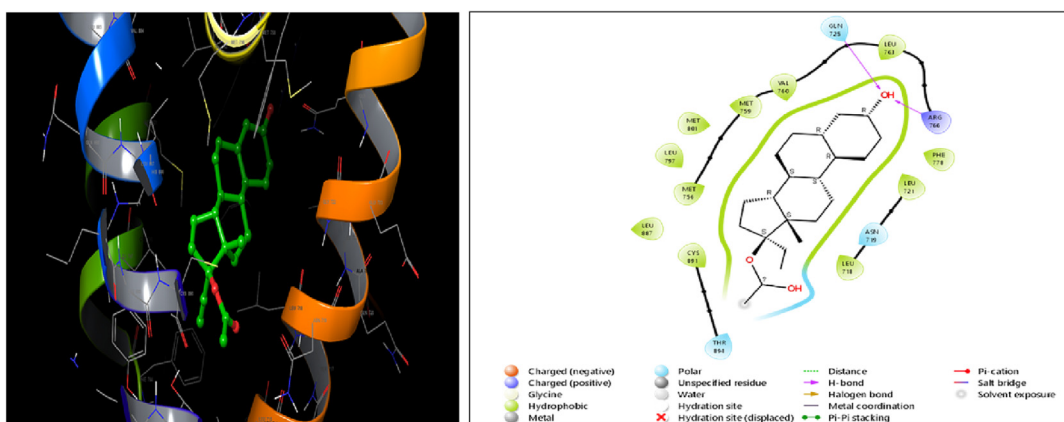 GLN
725
LEU
763
VAL
760
MET
759
OH
R
ARG
766
MET
801
R
R
PHE
778
LEU
797
S
S
LEU
721
MET
756
R
S
ASN
719
LEU
887
S
LEU
718
CYS
891
O
?
OH
THR
894
Charged (negative) Polar Distance Pi-cation
Charged (positive) Unspecified residue H-bond Salt bridge
Glycine Water Halogen bond Solvent exposure
Hydrophobic Hydration site Metal coordination
Metal Hydration site (displaced) Pi-Pi stacking